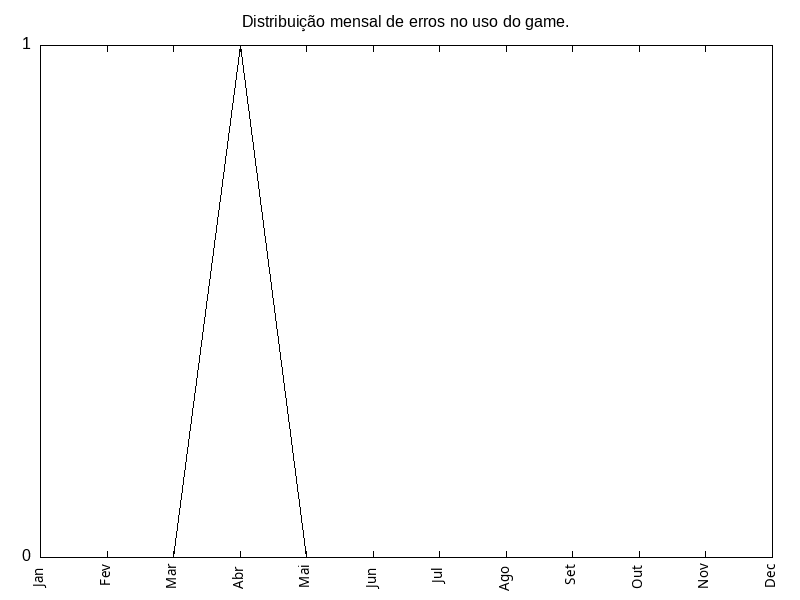 Distribuição mensal de erros no uso do game.
1
0
Jan
Fev
Mar
Abr
Mai
Jun
Jul
Ago
Set
Out
Nov
Dec